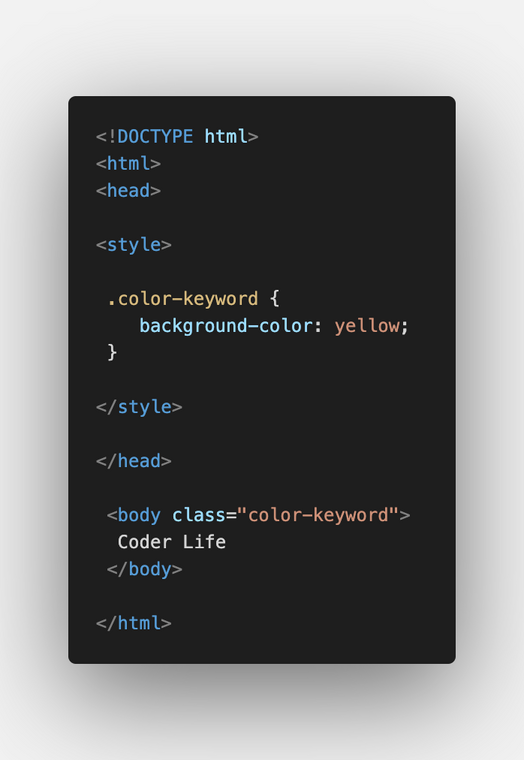 <!DOCTYPE html>
<html>
<head>
<style>
.color-keyword {
background-color: yellow;
}
</style>
</head>
<body class="color-keyword">
Coder Life
</body>
</html>